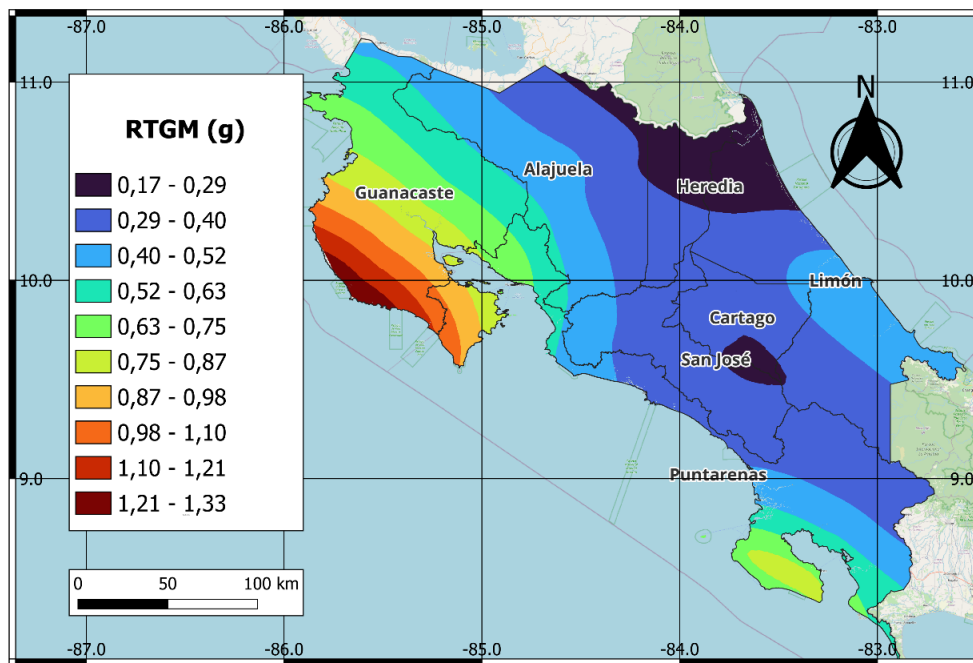 -87.0 -86.0 -85.0 -84.0 -83.0
11.0 11.0
N
RTGM (g)
0,17 - 0,29
0,29 - 0,40
0,40 - 0,52
0,52 - 0,63
0,63 - 0,75
0,75 - 0,87
0,87 - 0,98
0,98 - 1,10
1,10 - 1,21
1,21 - 1,33
Alajuela
Heredia
Guanacaste
10.0 10.0
Limón
Cartago
San José
Puntarenas
9.0 9.0
0 50 100 km
-87.0 -86.0 -85.0 -84.0 -83.0